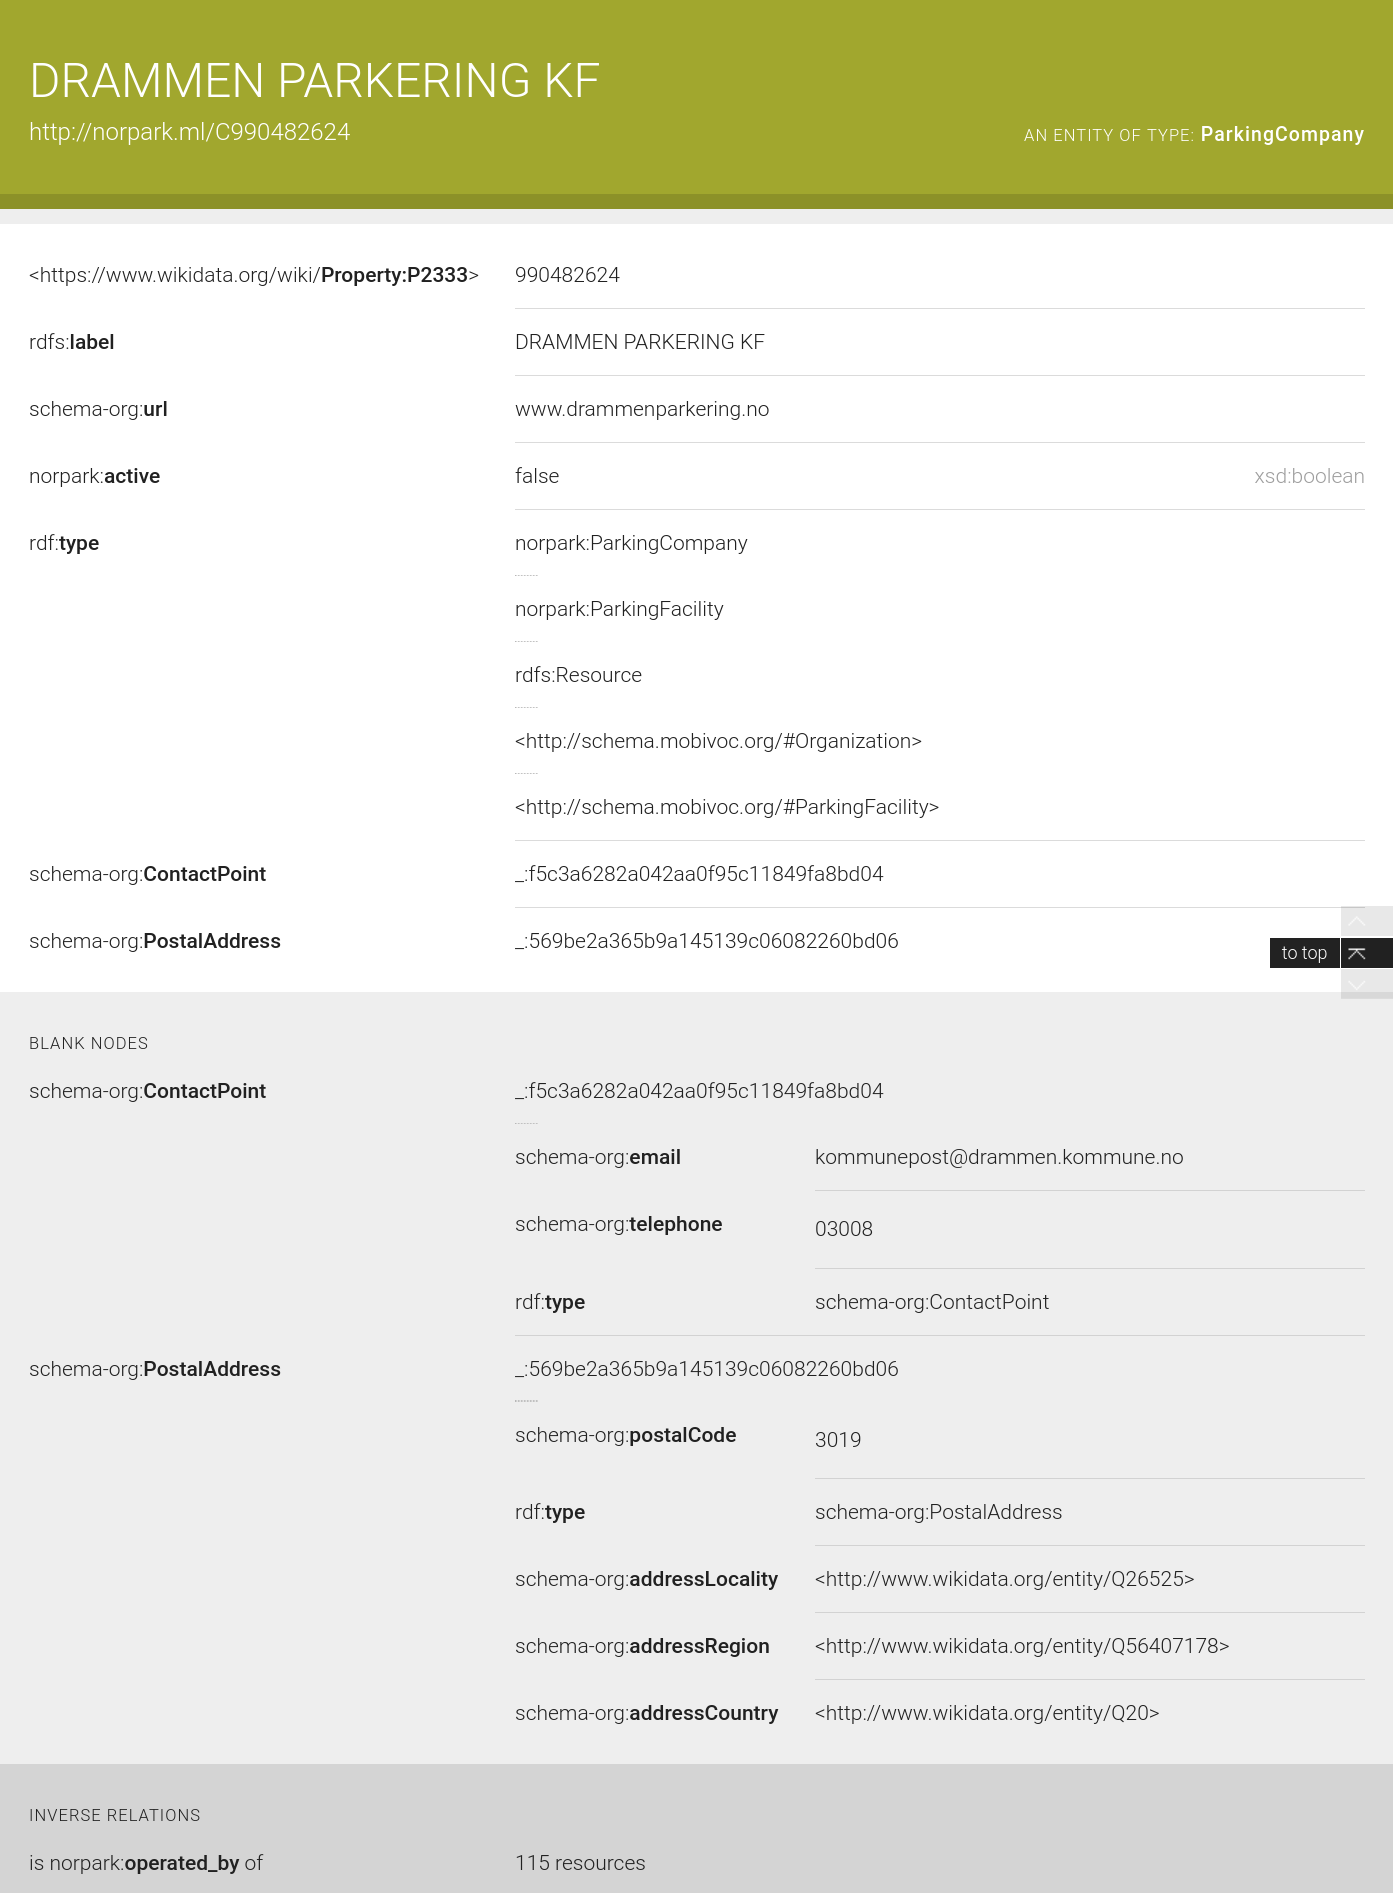 DRAMMEN PARKERING KF
http://norpark.ml/C990482624
AN ENTITY OF TYPE: ParkingCompany
<https://www.wikidata.org/wiki/Property:P2333> 990482624
rdfs:label DRAMMEN PARKERING KF
schema-org:url www.drammenparkering.no
norpark:active false xsd:boolean
rdf:type norpark:ParkingCompany
norpark:ParkingFacility
rdfs:Resource
<http://schema.mobivoc.org/#Organization>
<http://schema.mobivoc.org/#ParkingFacility>
schema-org:ContactPoint _:f5c3a6282a042aa0f95c11849fa8bd04
schema-org:PostalAddress _:569be2a365b9a145139c06082260bd06
to top
BLANK NODES
schema-org:ContactPoint _:f5c3a6282a042aa0f95c11849fa8bd04
schema-org:email kommunepost@drammen.kommune.no
schema-org:telephone 03008
rdf:type schema-org:ContactPoint
schema-org:PostalAddress _:569be2a365b9a145139c06082260bd06
schema-org:postalCode 3019
rdf:type schema-org:PostalAddress
schema-org:addressLocality <http://www.wikidata.org/entity/Q26525>
schema-org:addressRegion <http://www.wikidata.org/entity/Q56407178>
schema-org:addressCountry <http://www.wikidata.org/entity/Q20>
INVERSE RELATIONS
is norpark:operated_by of 115 resources